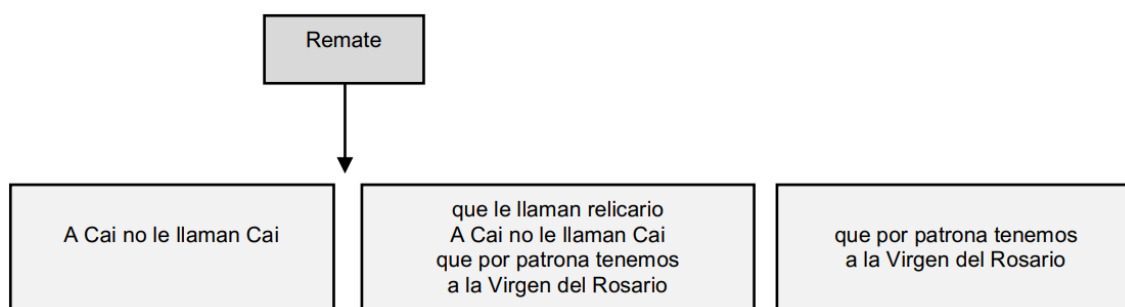 Remate
A Cai no le llaman Cai
que le llaman relicario
A Cai no le llaman Cai
que por patrona tenemos
a la Virgen del Rosario
que por patrona tenemos
a la Virgen del Rosario